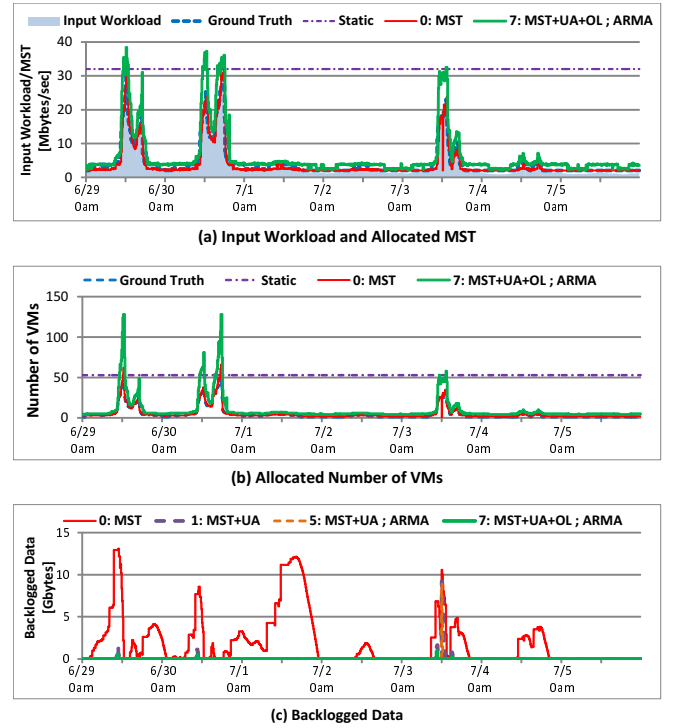 Input Workload Ground Truth Static 0: MST 7: MST+UA+OL ; ARMA
Input Workload/MST
[Mbytes/sec]
40
30
20
10
0
6/29 6/30 7/1 7/2 7/3 7/4 7/5
0am 0am 0am 0am 0am 0am 0am
(a) Input Workload and Allocated MST
Ground Truth Static 0: MST 7: MST+UA+OL ; ARMA
Number of VMs
150
100
50
0
6/29 6/30 7/1 7/2 7/3 7/4 7/5
0am 0am 0am 0am 0am 0am 0am
(b) Allocated Number of VMs
0: MST 1: MST+UA 5: MST+UA ; ARMA 7: MST+UA+OL ; ARMA
Backlogged Data
[Gbytes]
15
10
5
0
6/29 6/30 7/1 7/2 7/3 7/4 7/5
0am 0am 0am 0am 0am 0am 0am
(c) Backlogged Data